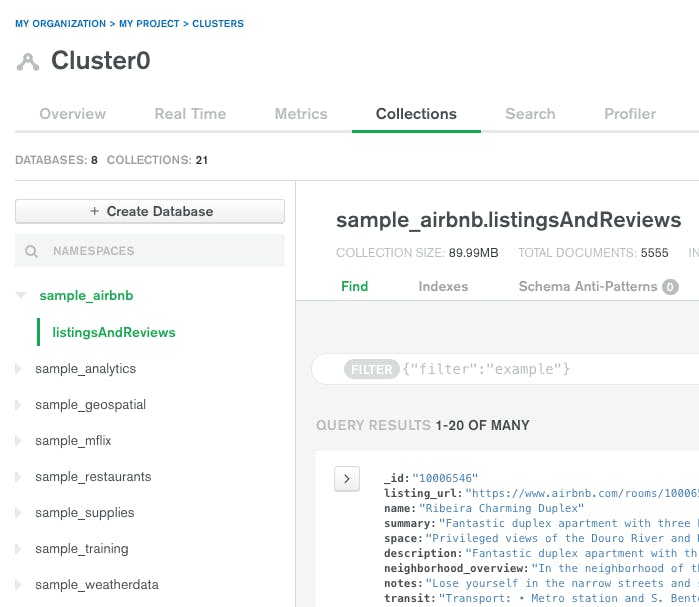 MY ORGANIZATION > MY PROJECT > CLUSTERS
Cluster0
Overview Real Time Metrics Collections Search Profiler
DATABASES: 8 COLLECTIONS: 21
+ Create Database
NAMESPACES
sample_airbnb
listingsAndReviews
sample_analytics
sample_geospatial
sample_mflix
sample_restaurants
sample_supplies
sample_training
sample_weatherdata
sample_airbnb.listingsAndReviews
COLLECTION SIZE: 89.99MB TOTAL DOCUMENTS: 5555 IN
Find Indexes Schema Anti-Patterns 0
FILTER {"filter":"example"}
QUERY RESULTS 1-20 OF MANY
_id: "10006546"
listing_url: "https://www.airbnb.com/rooms/100065
name: "Ribeira Charming Duplex"
summary: "Fantastic duplex apartment with three
space: "Privileged views of the Douro River and
description: "Fantastic duplex apartment with th
neighborhood_overview: "In the neighborhood of
notes: "Lose yourself in the narrow streets and
transit: "Transport: • Metro station and S. Bent